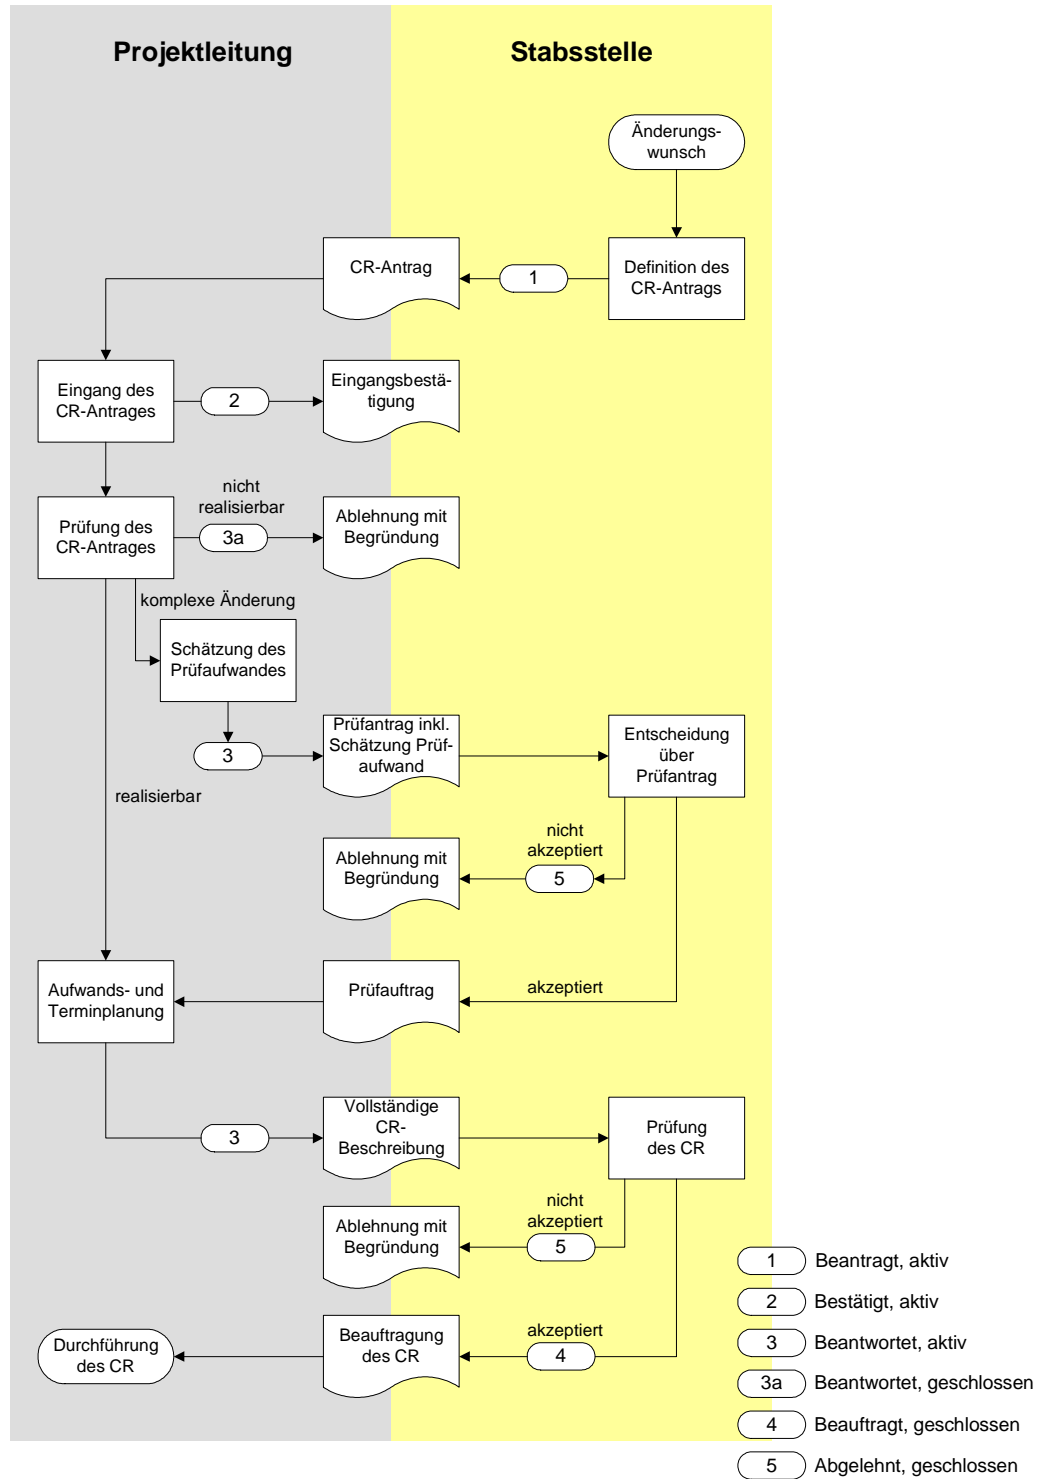 Projektleitung
Stabsstelle
Änderungs-
wunsch
CR-Antrag
1
Definition des
CR-Antrags
Eingang des
CR-Antrages
2
Eingangsbestä-
tigung
nicht
realisierbar
Prüfung des
CR-Antrages
3a
Ablehnung mit
Begründung
komplexe Änderung
Schätzung des
Prüfaufwandes
3
Prüfantrag inkl.
Schätzung Prüf-
aufwand
Entscheidung
über
Prüfantrag
realisierbar
nicht
akzeptiert
Ablehnung mit
Begründung
5
Aufwands- und
Terminplanung
Prüfauftrag
akzeptiert
3
Vollständige
CR-
Beschreibung
Prüfung
des CR
nicht
akzeptiert
Ablehnung mit
Begründung
5
akzeptiert
Durchführung
des CR
Beauftragung
des CR
4
1 Beantragt, aktiv
2 Bestätigt, aktiv
3 Beantwortet, aktiv
3a Beantwortet, geschlossen
4 Beauftragt, geschlossen
5 Abgelehnt, geschlossen